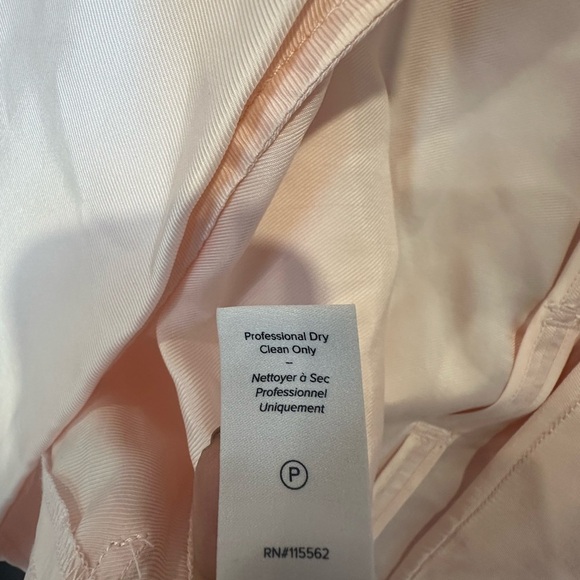 Professional Dry
Clean Only
–
Nettoyer à Sec
Professionnel
Uniquement
P
RN#115562